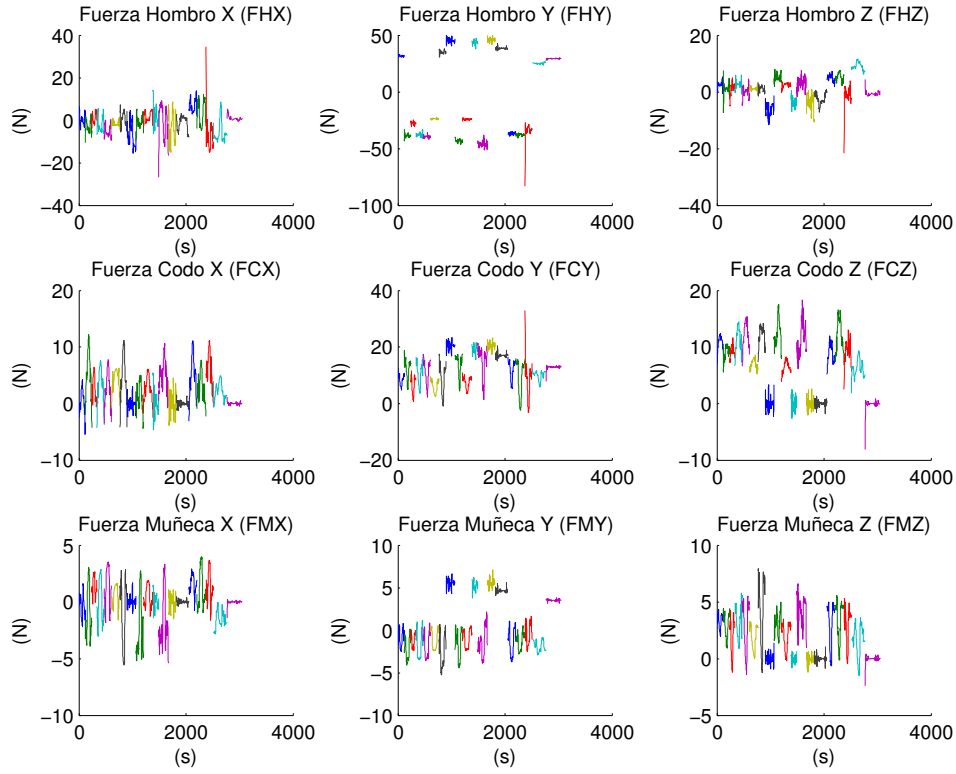 Fuerza Hombro X (FHX)
40
20
0
−20
−40
(N)
0 2000 4000
(s)
Fuerza Hombro Y (FHY)
50
0
−50
−100
(N)
0 2000 4000
(s)
Fuerza Hombro Z (FHZ)
40
20
0
−20
−40
(N)
0 2000 4000
(s)
Fuerza Codo X (FCX)
20
10
0
−10
(N)
0 2000 4000
(s)
Fuerza Codo Y (FCY)
40
20
0
−20
(N)
0 2000 4000
(s)
Fuerza Codo Z (FCZ)
20
10
0
−10
(N)
0 2000 4000
(s)
Fuerza Muñeca X (FMX)
5
0
−5
−10
(N)
0 2000 4000
(s)
Fuerza Muñeca Y (FMY)
10
5
0
−5
−10
(N)
0 2000 4000
(s)
Fuerza Muñeca Z (FMZ)
10
5
0
−5
(N)
0 2000 4000
(s)